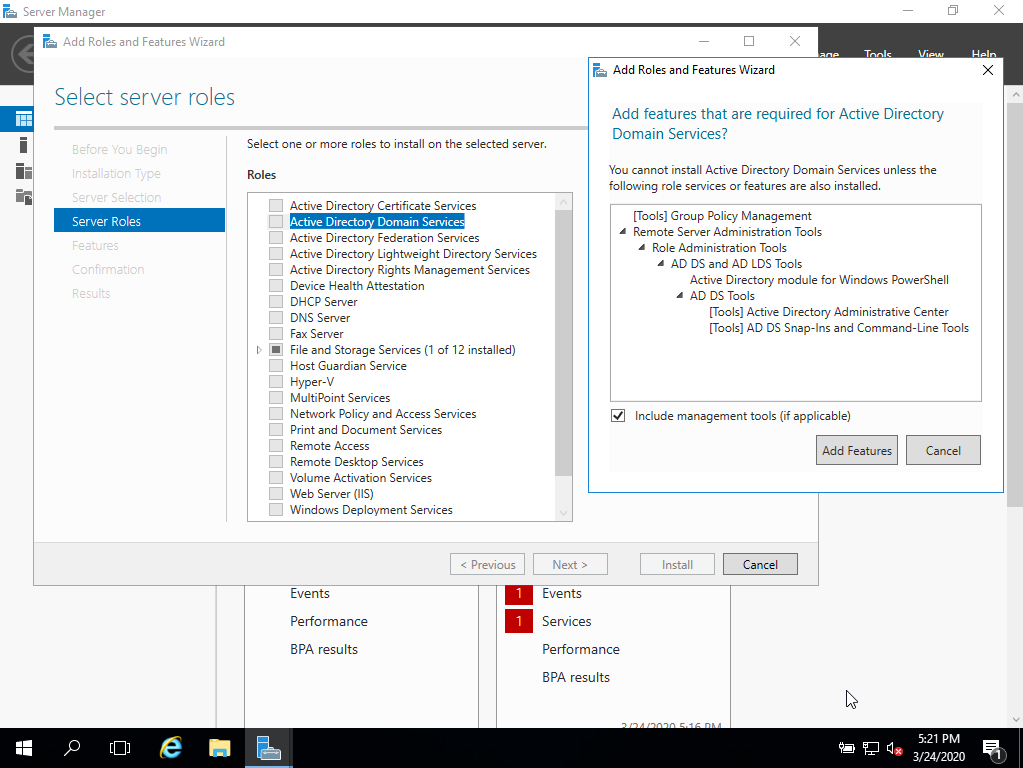 Server Manager
Add Roles and Features Wizard
Tools View Help
Select server roles
Before You Begin
Installation Type
Server Selection
Server Roles
Features
Confirmation
Results
Select one or more roles to install on the selected server.
Roles
Active Directory Certificate Services
Active Directory Domain Services
Active Directory Federation Services
Active Directory Lightweight Directory Services
Active Directory Rights Management Services
Device Health Attestation
DHCP Server
DNS Server
Fax Server
File and Storage Services (1 of 12 installed)
Host Guardian Service
Hyper-V
MultiPoint Services
Network Policy and Access Services
Print and Document Services
Remote Access
Remote Desktop Services
Volume Activation Services
Web Server (IIS)
Windows Deployment Services
< Previous
Next >
Install
Cancel
Add Roles and Features Wizard
Add features that are required for Active Directory
Domain Services?
You cannot install Active Directory Domain Services unless the
following role services or features are also installed.
[Tools] Group Policy Management
Remote Server Administration Tools
Role Administration Tools
AD DS and AD LDS Tools
Active Directory module for Windows PowerShell
AD DS Tools
[Tools] Active Directory Administrative Center
[Tools] AD DS Snap-Ins and Command-Line Tools
Include management tools (if applicable)
Add Features
Cancel
Events
Performance
BPA results
1 Events
1 Services
Performance
BPA results
3/24/2020 5:16 PM
5:21 PM
3/24/2020
1